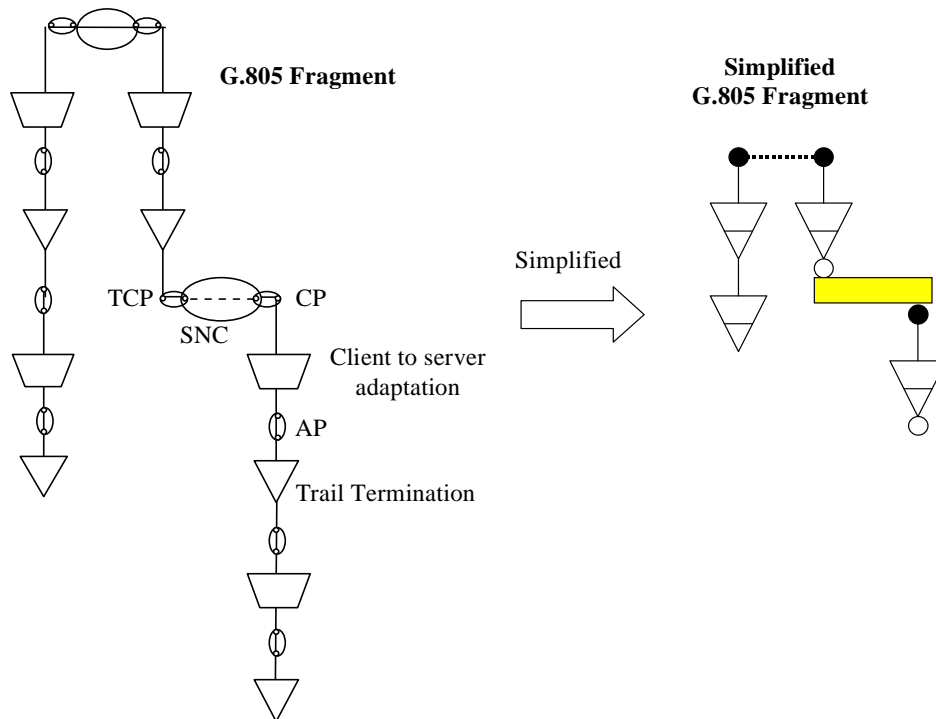 G.805 Fragment
Simplified
G.805 Fragment
Simplified
TCP
CP
SNC
Client to server
adaptation
AP
Trail Termination